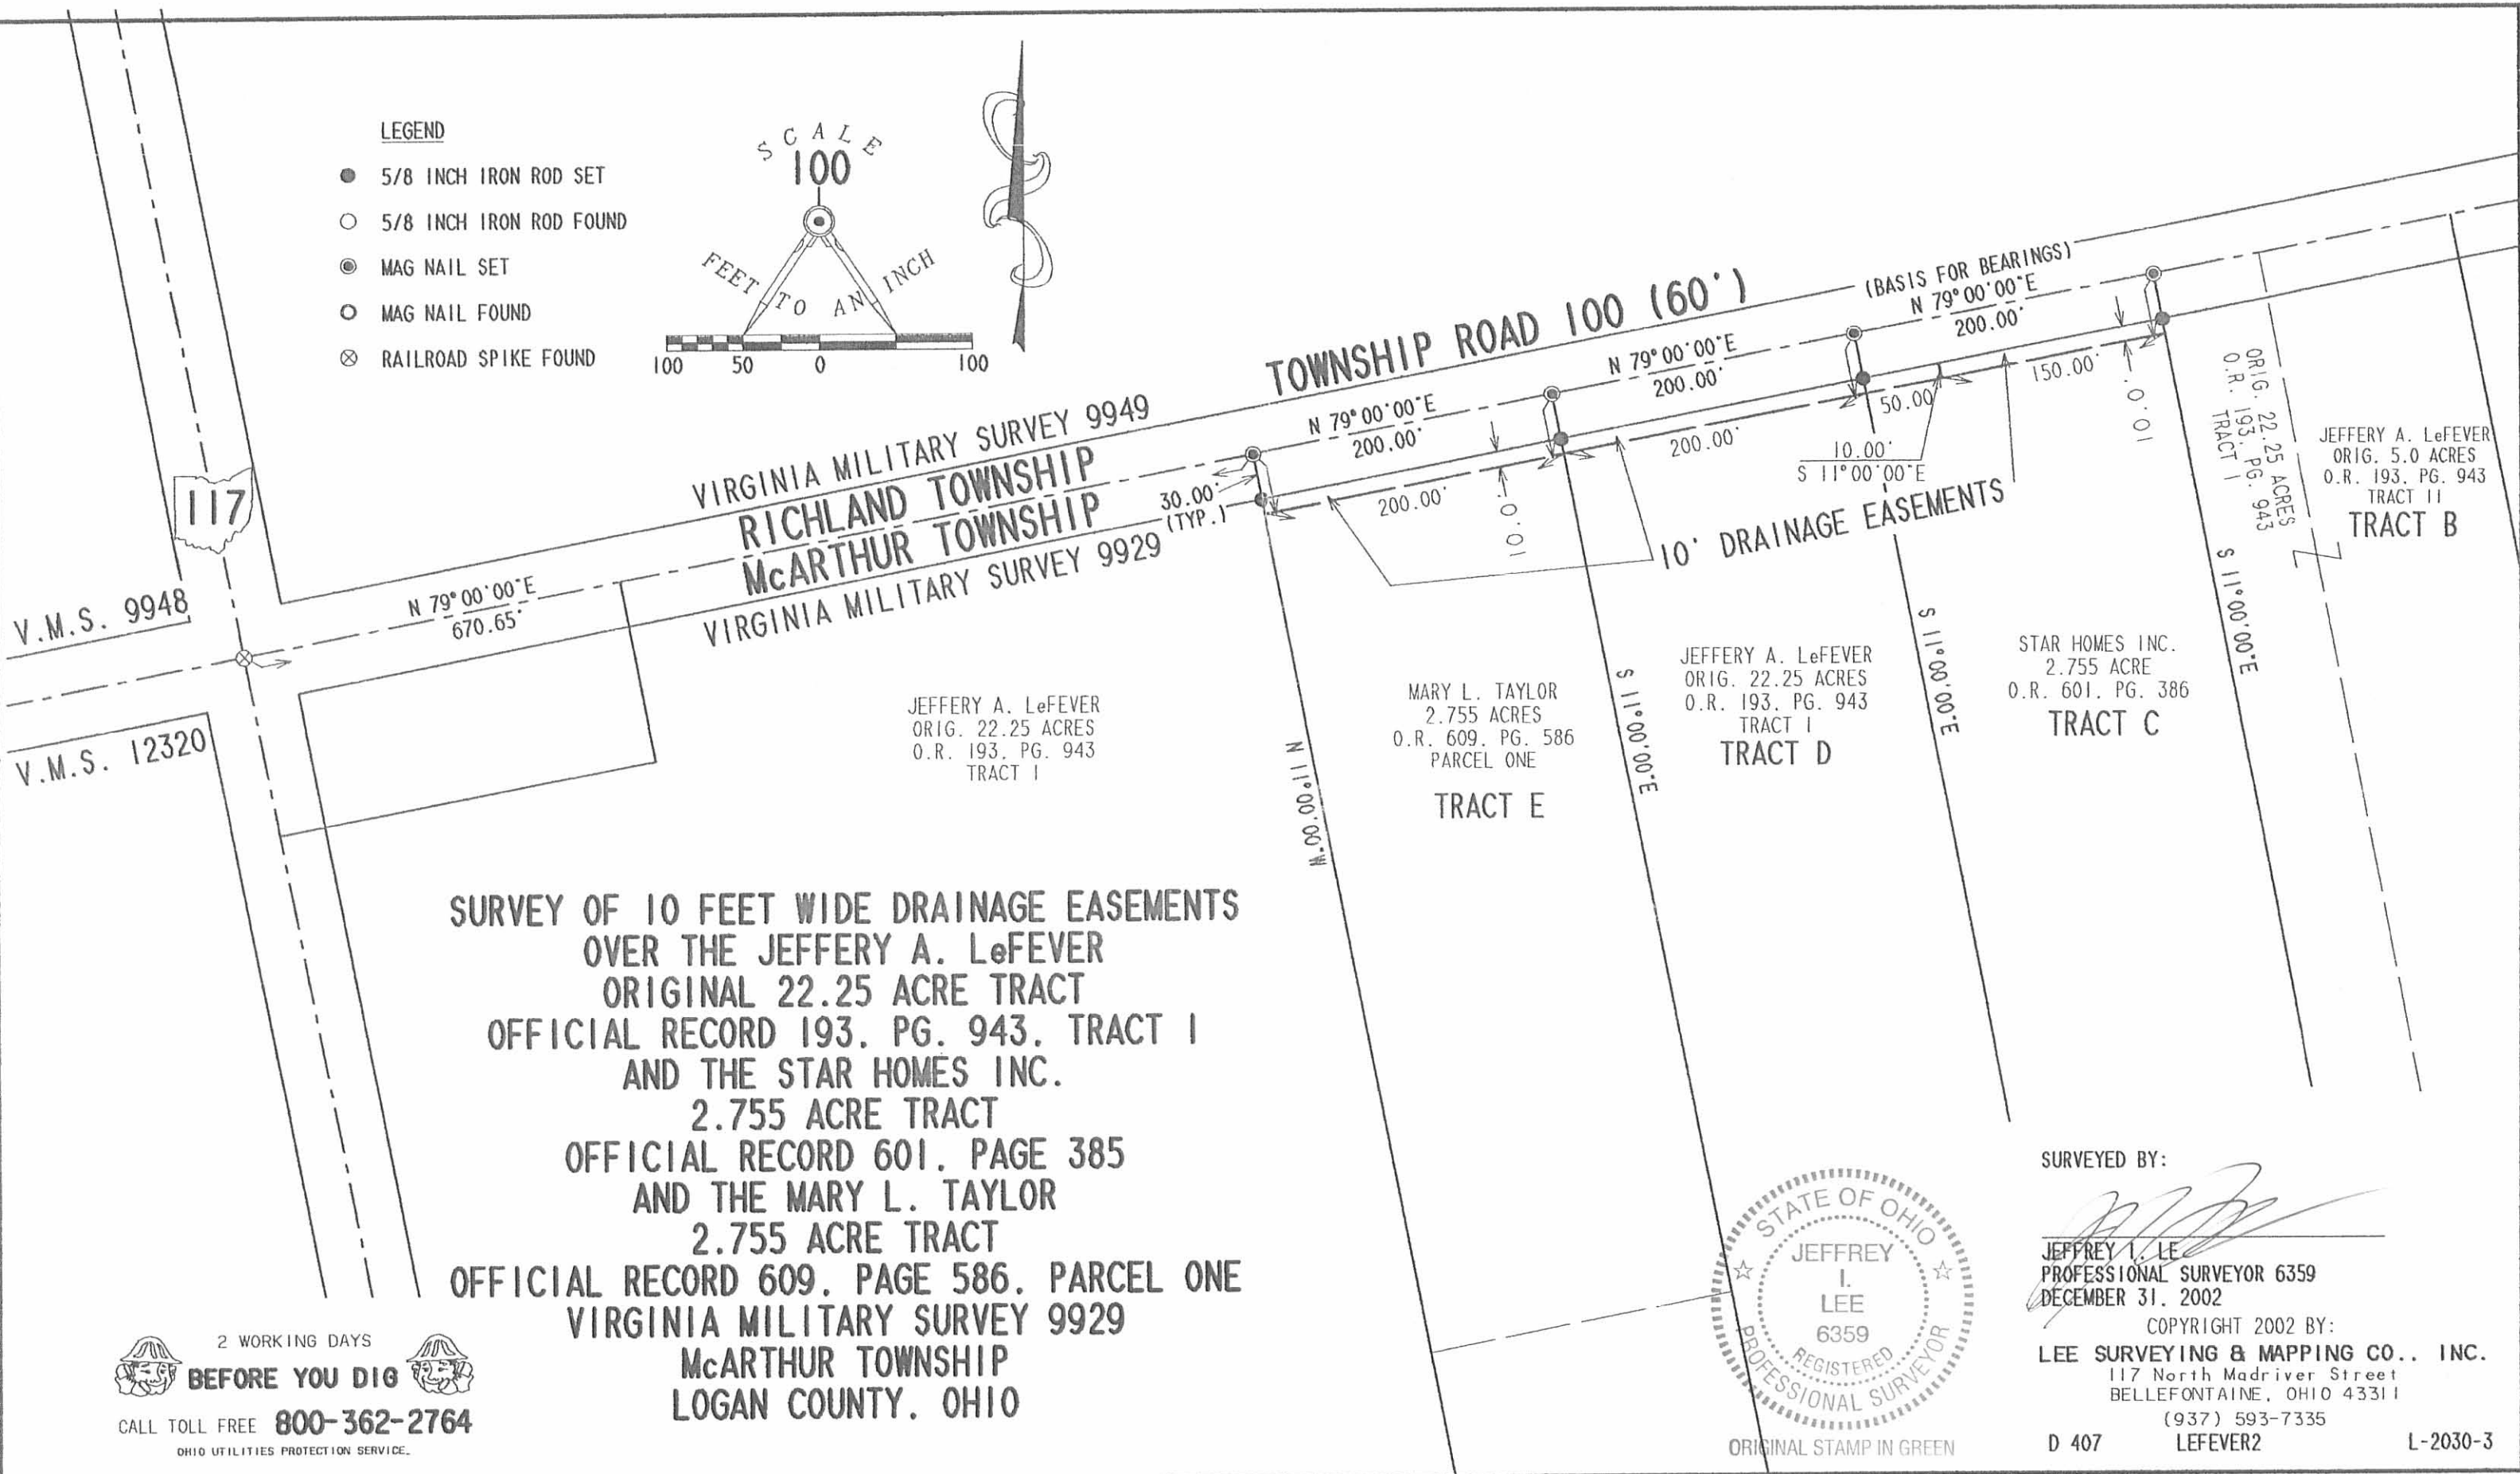 LEGEND
5/8 INCH IRON ROD SET
5/8 INCH IRON ROD FOUND
MAG NAIL SET
MAG NAIL FOUND
RAILROAD SPIKE FOUND
SCALE
100
FEET TO AN INCH
100 50 0 100
117
V.M.S. 9948
V.M.S. 12320
N 79°00'00"E
670.65'
VIRGINIA MILITARY SURVEY 9949
RICHLAND TOWNSHIP
McARTHUR TOWNSHIP
VIRGINIA MILITARY SURVEY 9929
30.00'
(TYP.)
TOWNSHIP ROAD 100 (60')
(BASIS FOR BEARINGS)
N 79°00'00"E
200.00'
N 79°00'00"E
200.00'
N 79°00'00"E
200.00'
200.00'
10.0'
200.00'
50.00'
150.00'
10.0'
10.00'
S 11°00'00"E
10' DRAINAGE EASEMENTS
ORIG. 22.25 ACRES
O.R. 193, PG. 943
TRACT I
JEFFERY A. LeFEVER
ORIG. 5.0 ACRES
O.R. 193, PG. 943
TRACT II
TRACT B
S 11°00'00"E
STAR HOMES INC.
2.755 ACRE
O.R. 601, PG. 386
TRACT C
S 11°00'00"E
JEFFERY A. LeFEVER
ORIG. 22.25 ACRES
O.R. 193, PG. 943
TRACT I
TRACT D
S 11°00'00"E
MARY L. TAYLOR
2.755 ACRES
O.R. 609, PG. 586
PARCEL ONE
TRACT E
N 11°00'00"W
JEFFERY A. LeFEVER
ORIG. 22.25 ACRES
O.R. 193, PG. 943
TRACT I
SURVEY OF 10 FEET WIDE DRAINAGE EASEMENTS
OVER THE JEFFERY A. LeFEVER
ORIGINAL 22.25 ACRE TRACT
OFFICIAL RECORD 193, PG. 943, TRACT I
AND THE STAR HOMES INC.
2.755 ACRE TRACT
OFFICIAL RECORD 601, PAGE 385
AND THE MARY L. TAYLOR
2.755 ACRE TRACT
OFFICIAL RECORD 609, PAGE 586, PARCEL ONE
VIRGINIA MILITARY SURVEY 9929
McARTHUR TOWNSHIP
LOGAN COUNTY, OHIO
2 WORKING DAYS
BEFORE YOU DIG
CALL TOLL FREE 800-362-2764
OHIO UTILITIES PROTECTION SERVICE.
STATE OF OHIO
JEFFREY
I.
LEE
6359
REGISTERED
PROFESSIONAL SURVEYOR
ORIGINAL STAMP IN GREEN
SURVEYED BY:
JEFFREY I. LE
PROFESSIONAL SURVEYOR 6359
DECEMBER 31, 2002
COPYRIGHT 2002 BY:
LEE SURVEYING & MAPPING CO., INC.
117 North Madriver Street
BELLEFONTAINE, OHIO 43311
(937) 593-7335
D 407 LEFEVER2 L-2030-3